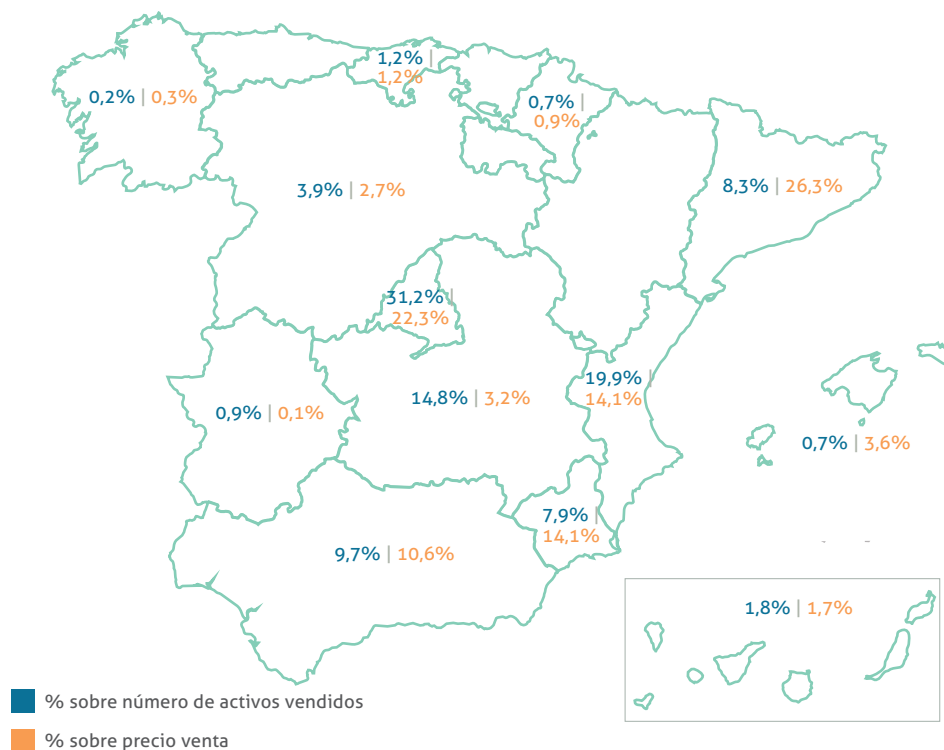 1,2% |
1,2%
0,2% | 0,3%
0,7% |
0,9%
3,9% | 2,7%
8,3% | 26,3%
31,2% |
22,3%
19,9% |
14,1%
14,8% | 3,2%
0,9% | 0,1%
0,7% | 3,6%
7,9% |
14,1%
9,7% | 10,6%
1,8% | 1,7%
% sobre número de activos vendidos
% sobre precio venta